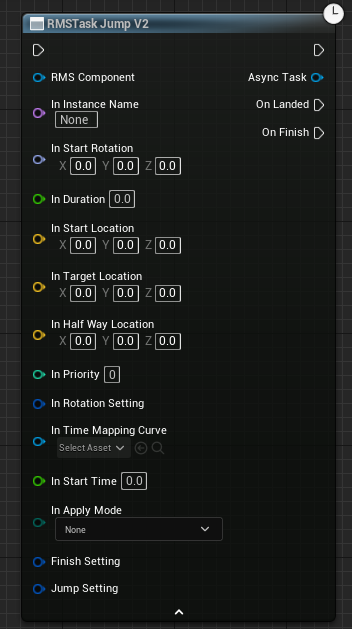 RMSTask Jump V2
RMS Component
Async Task
In Instance Name
On Landed
None
On Finish
In Start Rotation
X 0.0 Y 0.0 Z 0.0
In Duration 0.0
In Start Location
X 0.0 Y 0.0 Z 0.0
In Target Location
X 0.0 Y 0.0 Z 0.0
In Half Way Location
X 0.0 Y 0.0 Z 0.0
In Priority 0
In Rotation Setting
In Time Mapping Curve
Select Asset
In Start Time 0.0
In Apply Mode
None
Finish Setting
Jump Setting